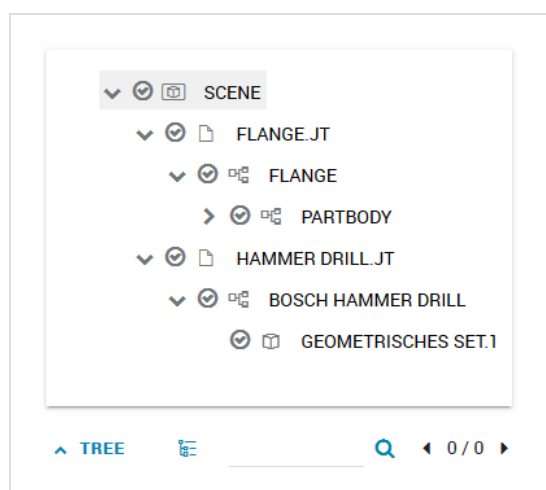 SCENE
FLANGE.JT
FLANGE
PARTBODY
HAMMER DRILL.JT
BOSCH HAMMER DRILL
GEOMETRISCHES SET.1
TREE 0/0